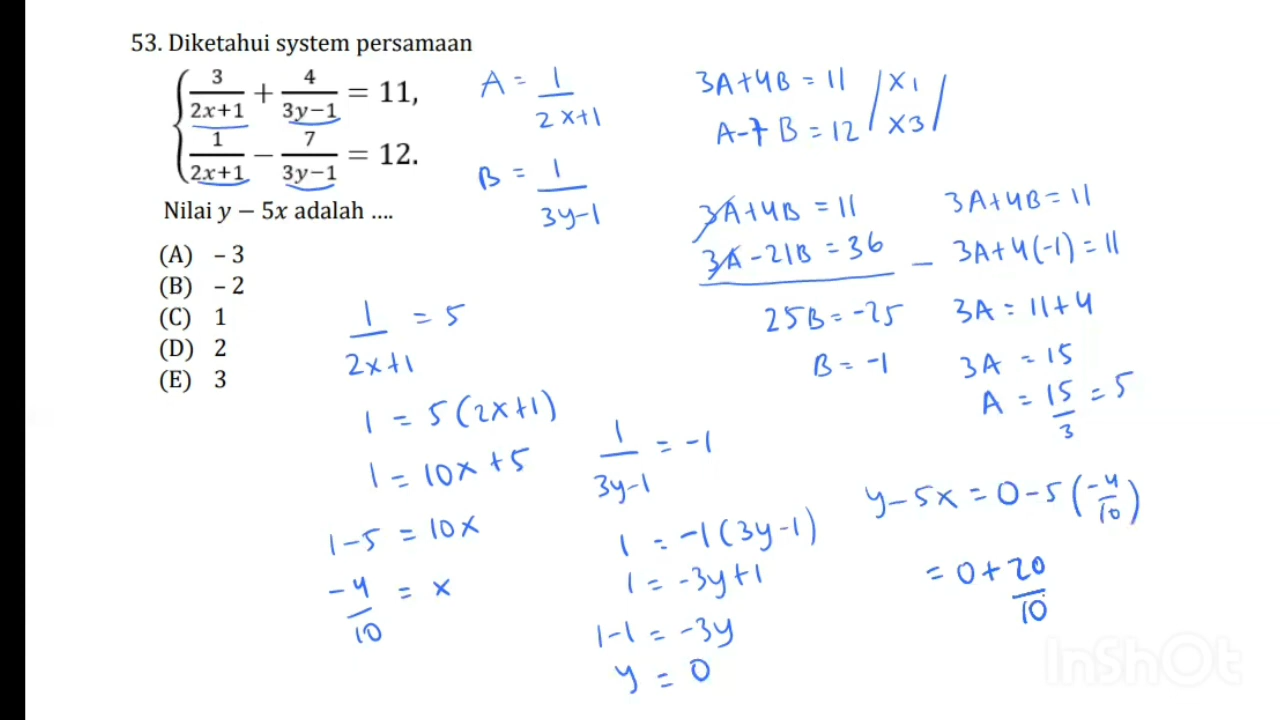 53. Diketahui system persamaan
3/(2x+1) + 4/(3y−1) = 11,
1/(2x+1) − 7/(3y−1) = 12.
Nilai y − 5x adalah ....
(A) − 3
(B) − 2
(C) 1
(D) 2
(E) 3
A = 1/(2x+1)
B = 1/(3y-1)
3A+4B = 11 | x1
A-7B = 12 | x3 |
3A+4B = 11
3A-21B = 36 −
25B = -25
B = -1
3A+4B = 11
3A+4(-1) = 11
3A = 11+4
3A = 15
A = 15/3 = 5
1/(2x+1) = 5
1 = 5(2x+1)
1 = 10x+5
1-5 = 10x
-4/10 = x
1/(3y-1) = -1
1 = -1(3y-1)
1 = -3y+1
1-1 = -3y
y = 0
y-5x = 0-5(-4/10)
= 0+20/10
InShOt